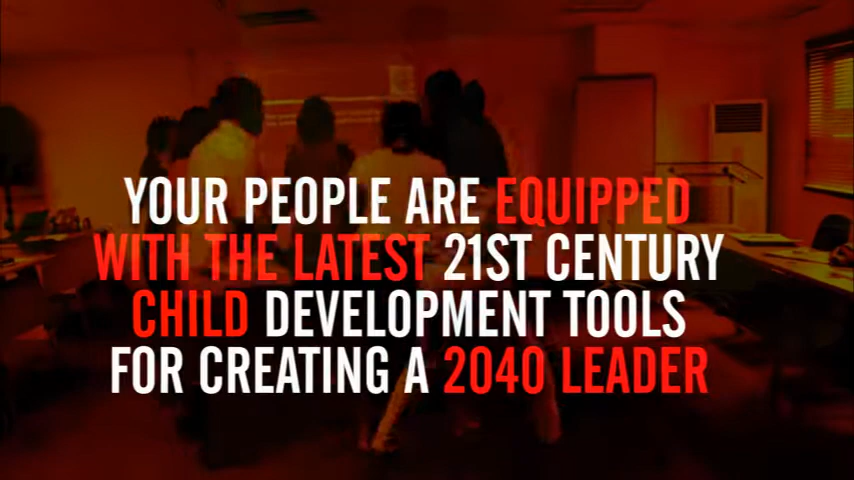 YOUR PEOPLE ARE EQUIPPED
WITH THE LATEST 21ST CENTURY
CHILD DEVELOPMENT TOOLS
FOR CREATING A 2040 LEADER